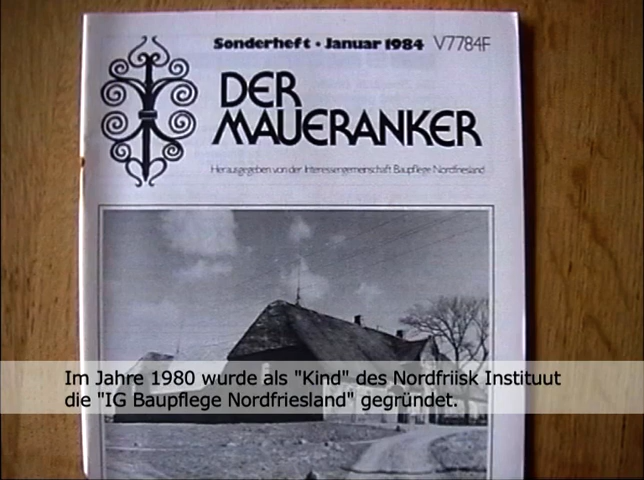 Sonderheft • Januar 1984 V7784F
DER
MAUERANKER
Herausgegeben von der Interessengemeinschaft Baupflege Nordfriesland
Im Jahre 1980 wurde als "Kind" des Nordfriisk Instituut
die "IG Baupflege Nordfriesland" gegründet.